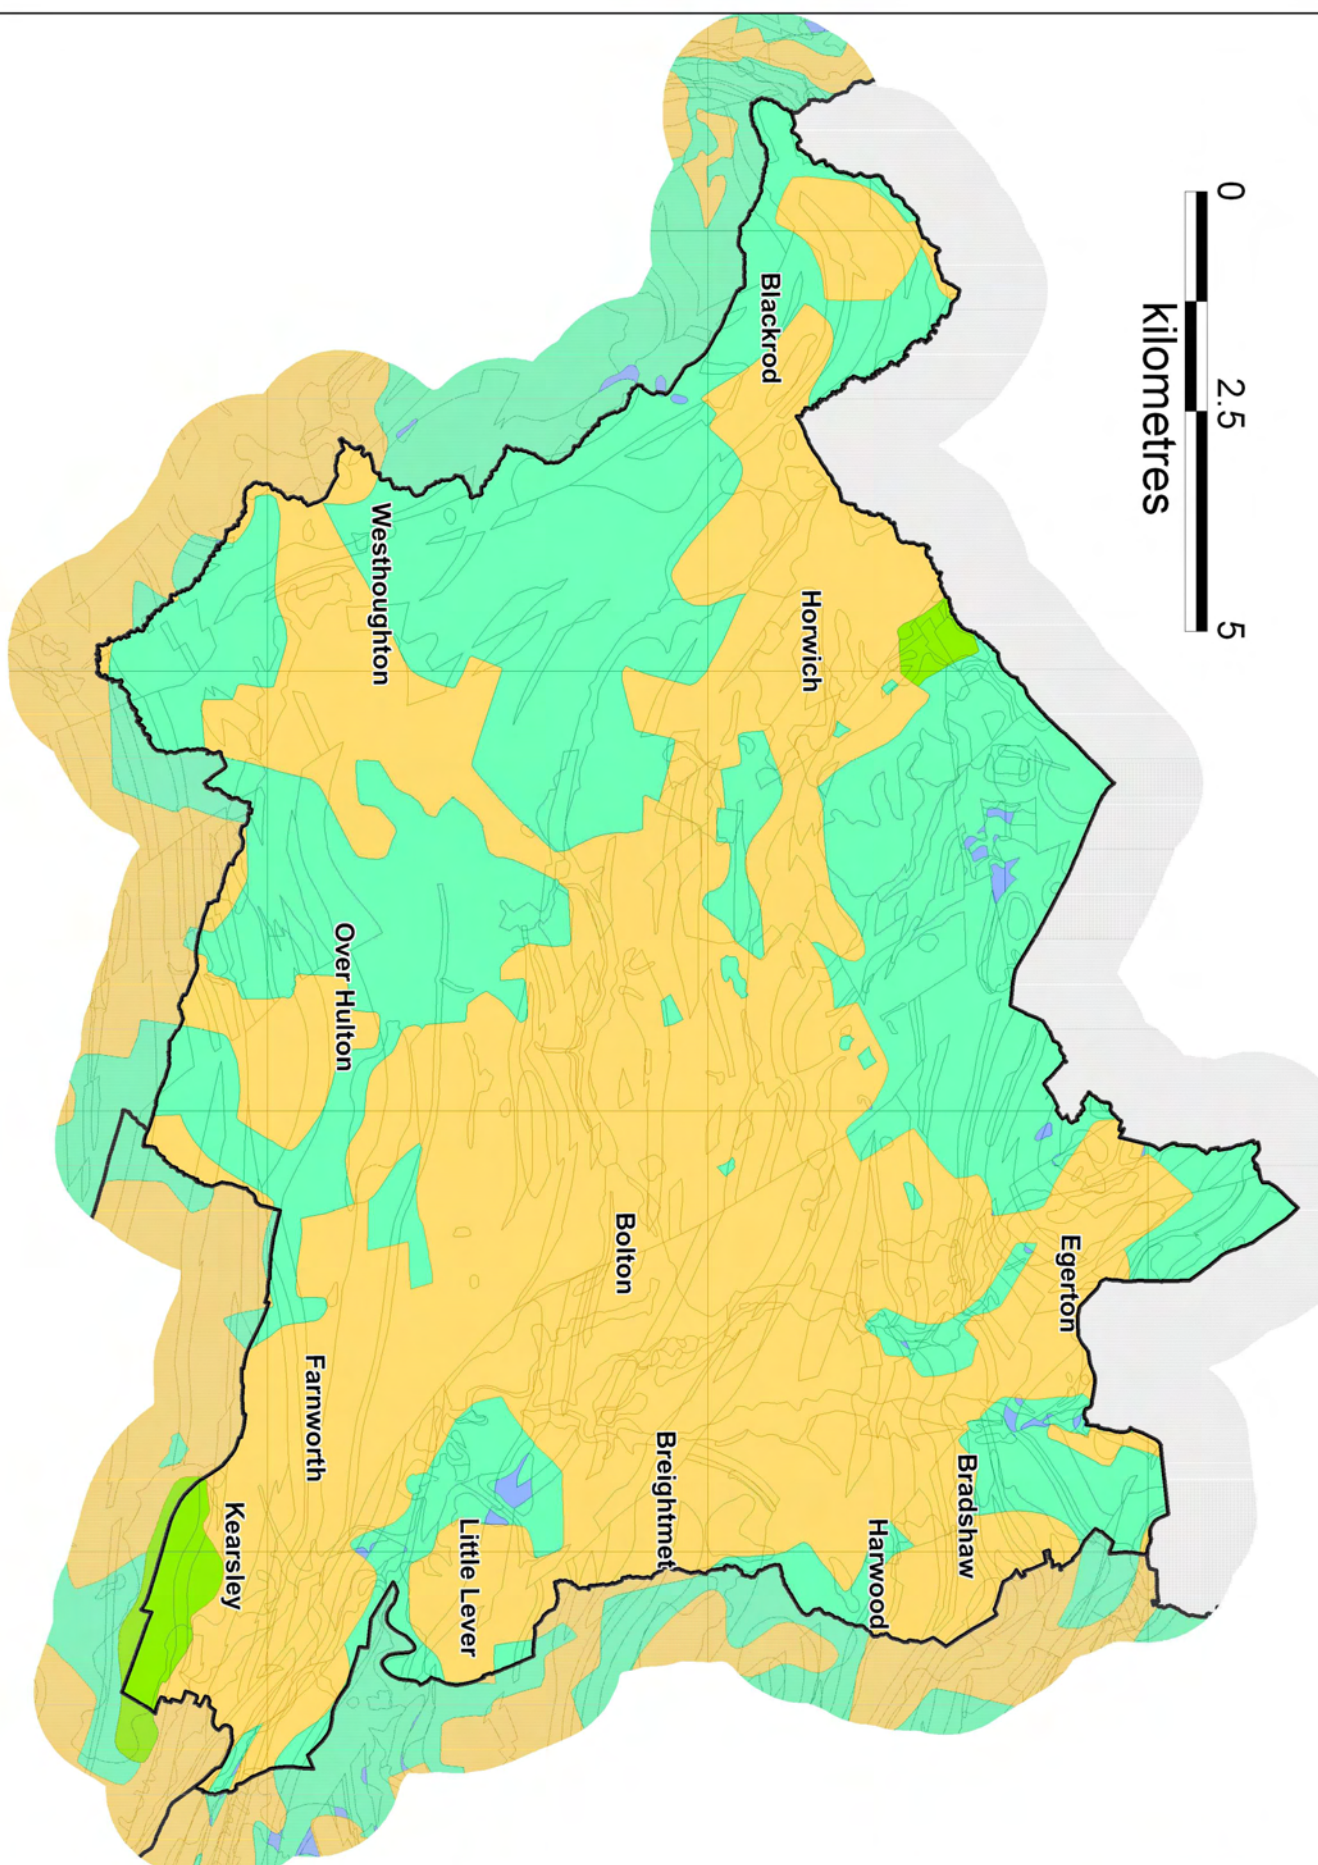 0 2.5 5
kilometres
Blackrod
Horwich
Westhoughton
Over Hulton
Bolton
Egerton
Farnworth
Breightmet
Bradshaw
Harwood
Little Lever
Kearsley